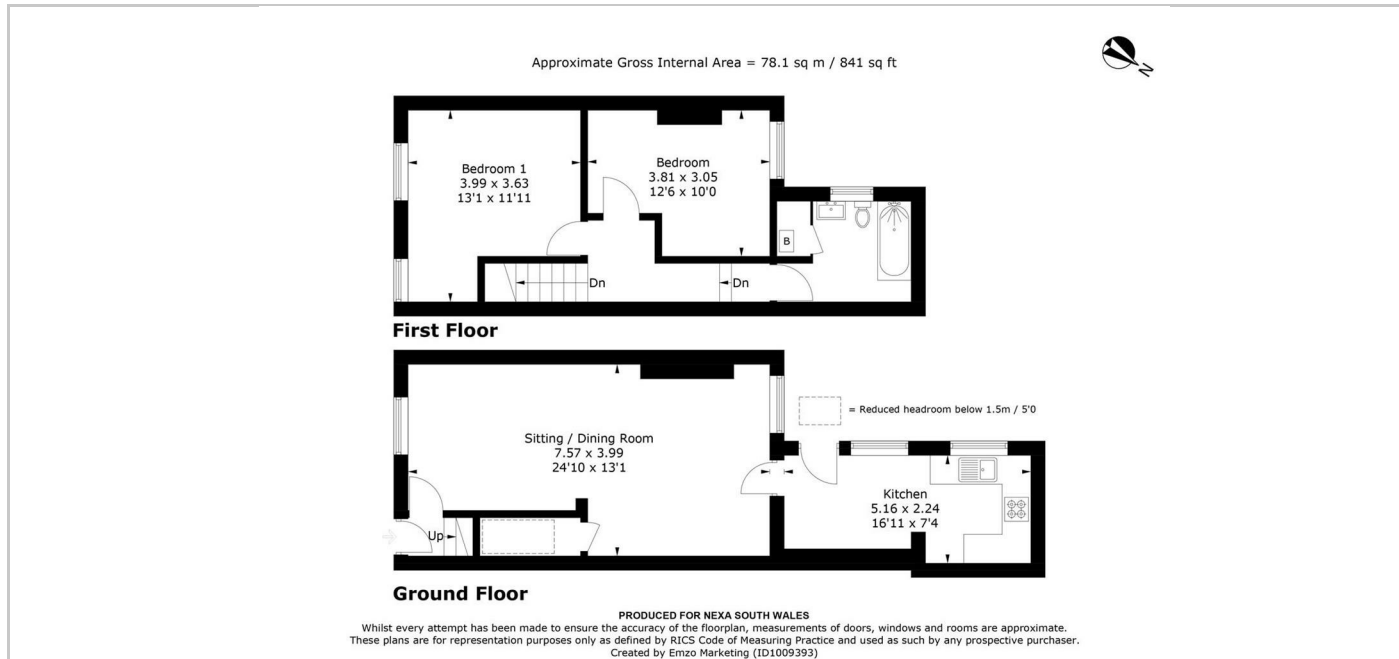 Approximate Gross Internal Area = 78.1 sq m / 841 sq ft
N
Bedroom 1
3.99 x 3.63
13'1 x 11'11
Bedroom
3.81 x 3.05
12'6 x 10'0
B
Dn
Dn
First Floor
= Reduced headroom below 1.5m / 5'0
Sitting / Dining Room
7.57 x 3.99
24'10 x 13'1
Kitchen
5.16 x 2.24
16'11 x 7'4
Up
Ground Floor
PRODUCED FOR NEXA SOUTH WALES
Whilst every attempt has been made to ensure the accuracy of the floorplan, measurements of doors, windows and rooms are approximate.
These plans are for representation purposes only as defined by RICS Code of Measuring Practice and used as such by any prospective purchaser.
Created by Emzo Marketing (ID1009393)